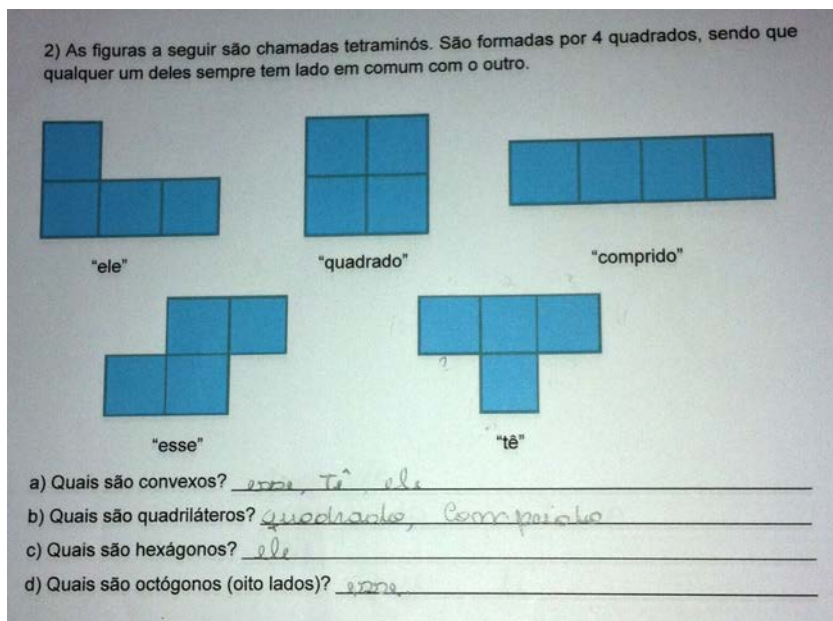 2) As figuras a seguir são chamadas tetraminós. São formadas por 4 quadrados, sendo que
qualquer um deles sempre tem lado em comum com o outro.
"ele"
"quadrado"
"comprido"
"esse"
"tê"
a) Quais são convexos? esse, Tê, ele
b) Quais são quadriláteros? quadrado, Comprido
c) Quais são hexágonos? ele
d) Quais são octógonos (oito lados)? esse